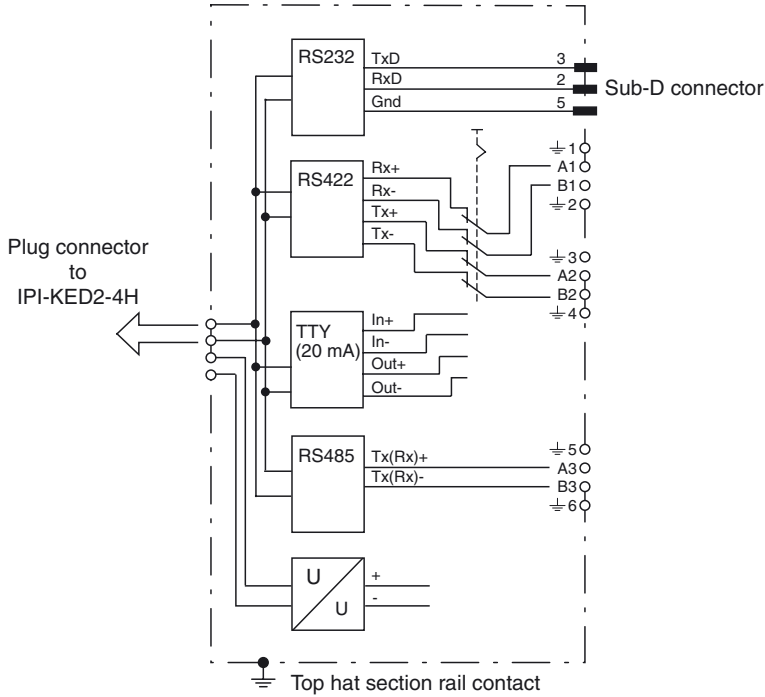 RS232
TxD 3
RxD 2
Gnd 5
Sub-D connector
1
A1
B1
2
RS422
Rx+
Rx-
Tx+
Tx-
3
A2
B2
4
Plug connector
to
IPI-KED2-4H
TTY
(20 mA)
In+
In-
Out+
Out-
RS485
Tx(Rx)+
Tx(Rx)-
5
A3
B3
6
U
U
+
-
Top hat section rail contact